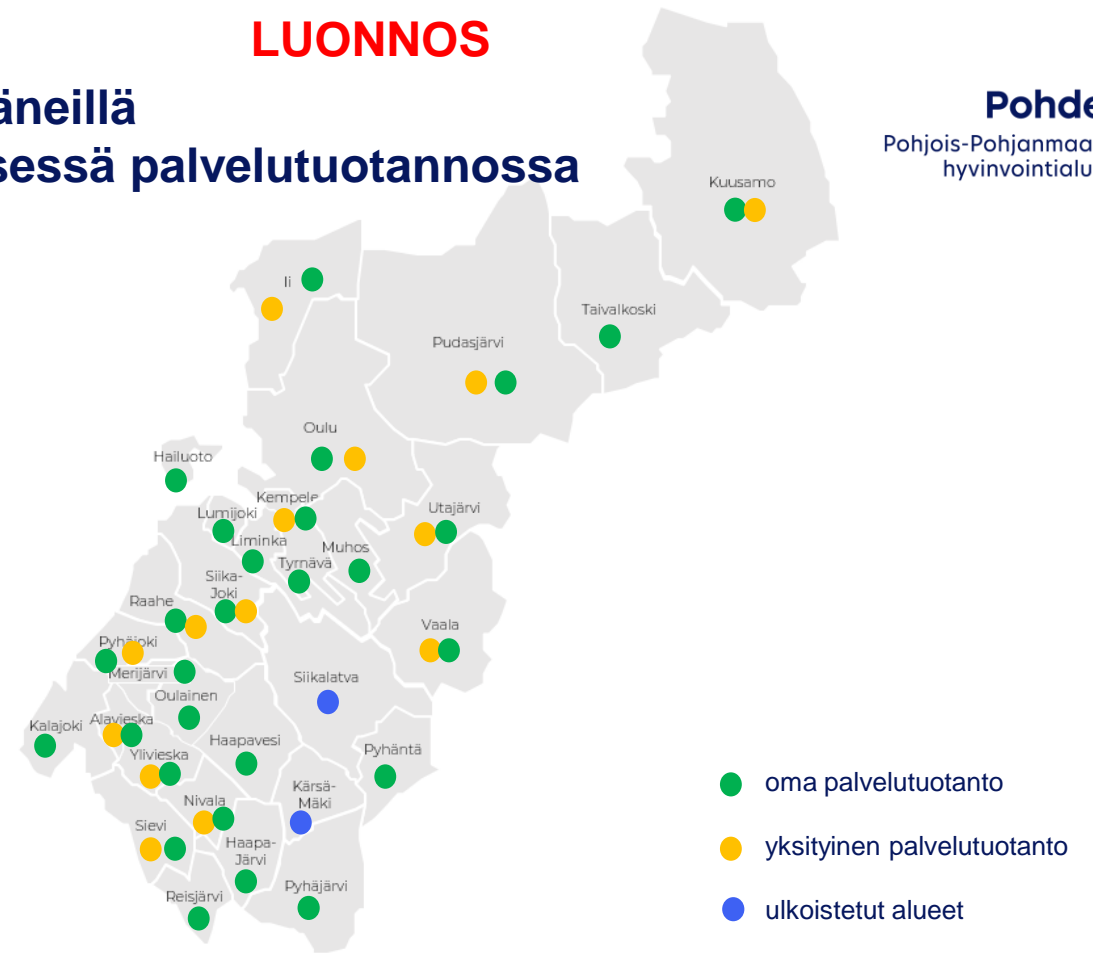 LUONNOS
äneillä
sessä palvelutuotannossa
Pohde
Pohjois-Pohjanmaa
hyvinvointialu
Kuusamo
Ii
Taivalkoski
Pudasjärvi
Oulu
Hailuoto
Kempele
Utajärvi
Lumijoki
Liminka
Muhos
Tyrnävä
Siika-
Joki
Raahe
Vaala
Pyhäjoki
Merijärvi
Siikalatva
Oulainen
Kalajoki
Alavieska
Haapavesi
Pyhäntä
Ylivieska
Kärsä-
Mäki
Nivala
Sievi
Haapa-
Järvi
Pyhäjärvi
Reisjärvi
oma palvelutuotanto
yksityinen palvelutuotanto
ulkoistetut alueet